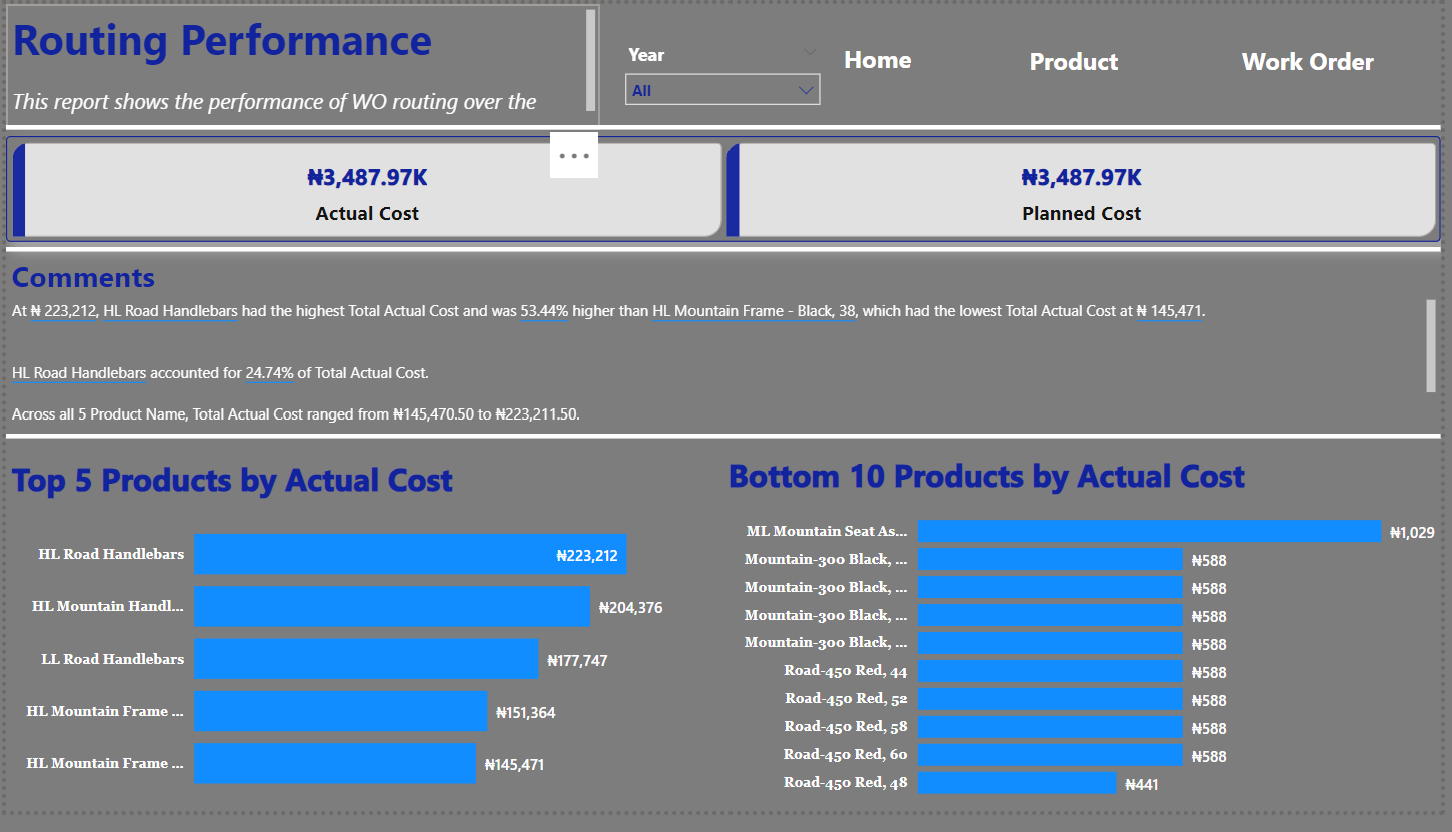 Routing Performance
This report shows the performance of WO routing over the
Year
All
Home
Product
Work Order
₦3,487.97K
Actual Cost
₦3,487.97K
Planned Cost
Comments
At ₦ 223,212, HL Road Handlebars had the highest Total Actual Cost and was 53.44% higher than HL Mountain Frame - Black, 38, which had the lowest Total Actual Cost at ₦ 145,471.
HL Road Handlebars accounted for 24.74% of Total Actual Cost.
Across all 5 Product Name, Total Actual Cost ranged from ₦145,470.50 to ₦223,211.50.
Top 5 Products by Actual Cost
HL Road Handlebars ₦223,212
HL Mountain Handl... ₦204,376
LL Road Handlebars ₦177,747
HL Mountain Frame ... ₦151,364
HL Mountain Frame ... ₦145,471
Bottom 10 Products by Actual Cost
ML Mountain Seat As... ₦1,029
Mountain-300 Black, ... ₦588
Mountain-300 Black, ... ₦588
Mountain-300 Black, ... ₦588
Mountain-300 Black, ... ₦588
Road-450 Red, 44 ₦588
Road-450 Red, 52 ₦588
Road-450 Red, 58 ₦588
Road-450 Red, 60 ₦588
Road-450 Red, 48 ₦441